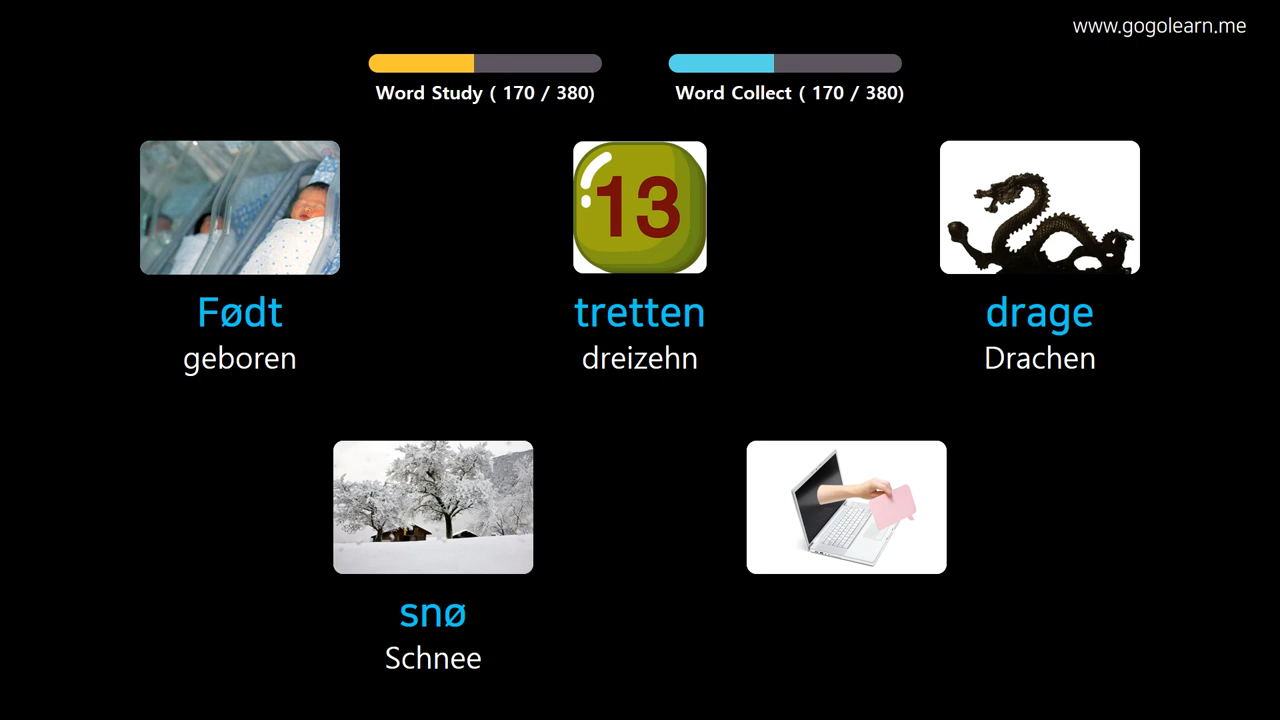 www.gogolearn.me
Word Study ( 170 / 380)
Word Collect ( 170 / 380)
13
Født
geboren
tretten
dreizehn
drage
Drachen
snø
Schnee